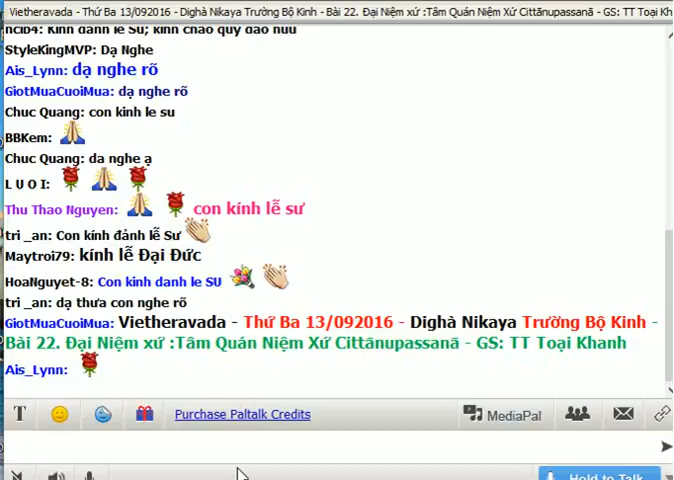 Vietheravada - Thứ Ba 13/092016 - Dighà Nikaya Trường Bộ Kinh - Bài 22. Đại Niệm xứ :Tâm Quán Niệm Xứ Cittānupassanā - GS: TT Toại Kh
StyleKingMVP: Dạ Nghe
Ais_Lynn: dạ nghe rõ
GiotMuaCuoiMua: dạ nghe rõ
Chuc Quang: con kinh le su
BBKem:
Chuc Quang: da nghe ạ
L U O I:
Thu Thao Nguyen: con kính lễ sư
tri _an: Con kính đảnh lễ Sư
Maytroi79: kính lễ Đại Đức
HoaNguyet-8: Con kinh danh le SU
tri _an: dạ thưa con nghe rõ
GiotMuaCuoiMua: Vietheravada - Thứ Ba 13/092016 - Dighà Nikaya Trường Bộ Kinh -
Bài 22. Đại Niệm xứ :Tâm Quán Niệm Xứ Cittānupassanā - GS: TT Toại Khanh
Ais_Lynn:
T Purchase Paltalk Credits MediaPal
Hold to Talk